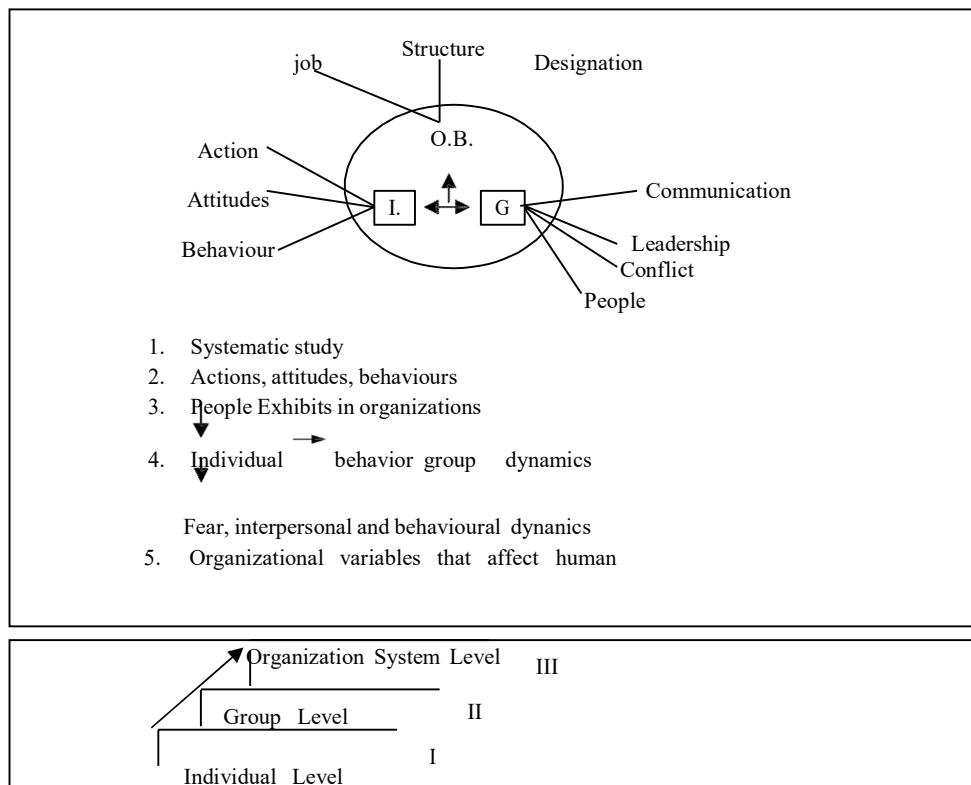 Structure
job
Designation
O.B.
Action
Attitudes
Behaviour
I.
G
Communication
Leadership
Conflict
People
1. Systematic study
2. Actions, attitudes, behaviours
3. People Exhibits in organizations
4. Individual behavior group dynamics
Fear, interpersonal and behavioural dynanics
5. Organizational variables that affect human
Organization System Level III
Group Level II
I
Individual Level